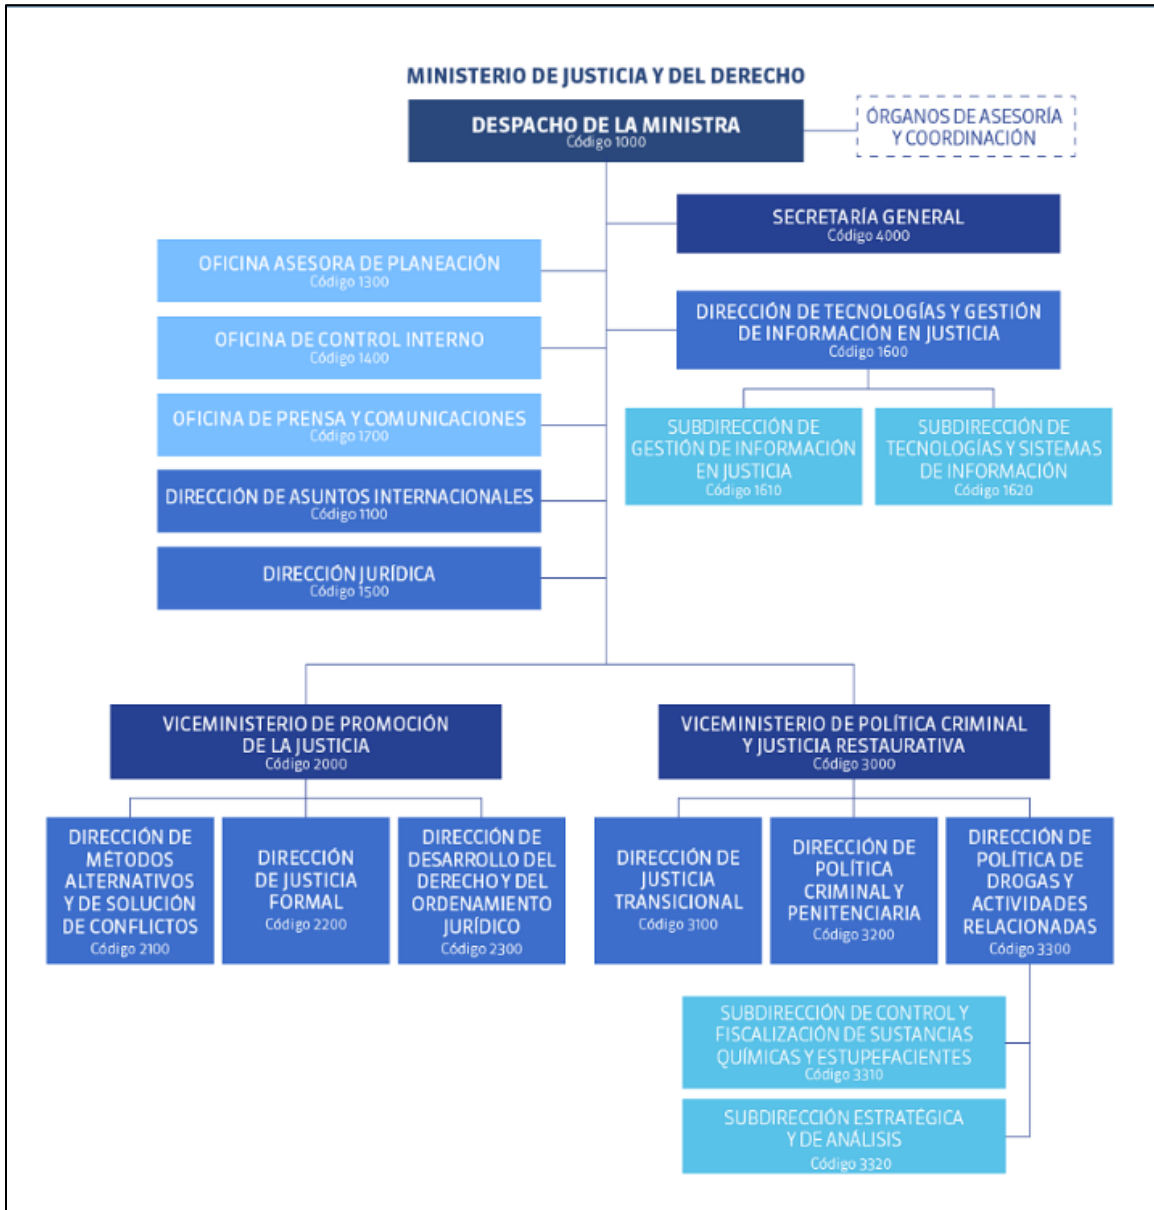 MINISTERIO DE JUSTICIA Y DEL DERECHO
DESPACHO DE LA MINISTRA
Código 1000
ÓRGANOS DE ASESORÍA
Y COORDINACIÓN
SECRETARÍA GENERAL
Código 4000
OFICINA ASESORA DE PLANEACIÓN
Código 1300
OFICINA DE CONTROL INTERNO
Código 1400
OFICINA DE PRENSA Y COMUNICACIONES
Código 1700
DIRECCIÓN DE ASUNTOS INTERNACIONALES
Código 1100
DIRECCIÓN JURÍDICA
Código 1500
DIRECCIÓN DE TECNOLOGÍAS Y GESTIÓN
DE INFORMACIÓN EN JUSTICIA
Código 1600
SUBDIRECCIÓN DE
GESTIÓN DE INFORMACIÓN
EN JUSTICIA
Código 1610
SUBDIRECCIÓN DE
TECNOLOGÍAS Y SISTEMAS
DE INFORMACIÓN
Código 1620
VICEMINISTERIO DE PROMOCIÓN
DE LA JUSTICIA
Código 2000
DIRECCIÓN DE
MÉTODOS
ALTERNATIVOS
Y DE SOLUCIÓN
DE CONFLICTOS
Código 2100
DIRECCIÓN
DE JUSTICIA
FORMAL
Código 2200
DIRECCIÓN DE
DESARROLLO DEL
DERECHO Y DEL
ORDENAMIENTO
JURÍDICO
Código 2300
VICEMINISTERIO DE POLÍTICA CRIMINAL
Y JUSTICIA RESTAURATIVA
Código 3000
DIRECCIÓN DE
JUSTICIA
TRANSICIONAL
Código 3100
DIRECCIÓN DE
POLÍTICA
CRIMINAL Y
PENITENCIARIA
Código 3200
DIRECCIÓN DE
POLÍTICA DE
DROGAS Y
ACTIVIDADES
RELACIONADAS
Código 3300
SUBDIRECCIÓN DE CONTROL Y
FISCALIZACIÓN DE SUSTANCIAS
QUÍMICAS Y ESTUPEFACIENTES
Código 3310
SUBDIRECCIÓN ESTRATÉGICA
Y DE ANÁLISIS
Código 3320